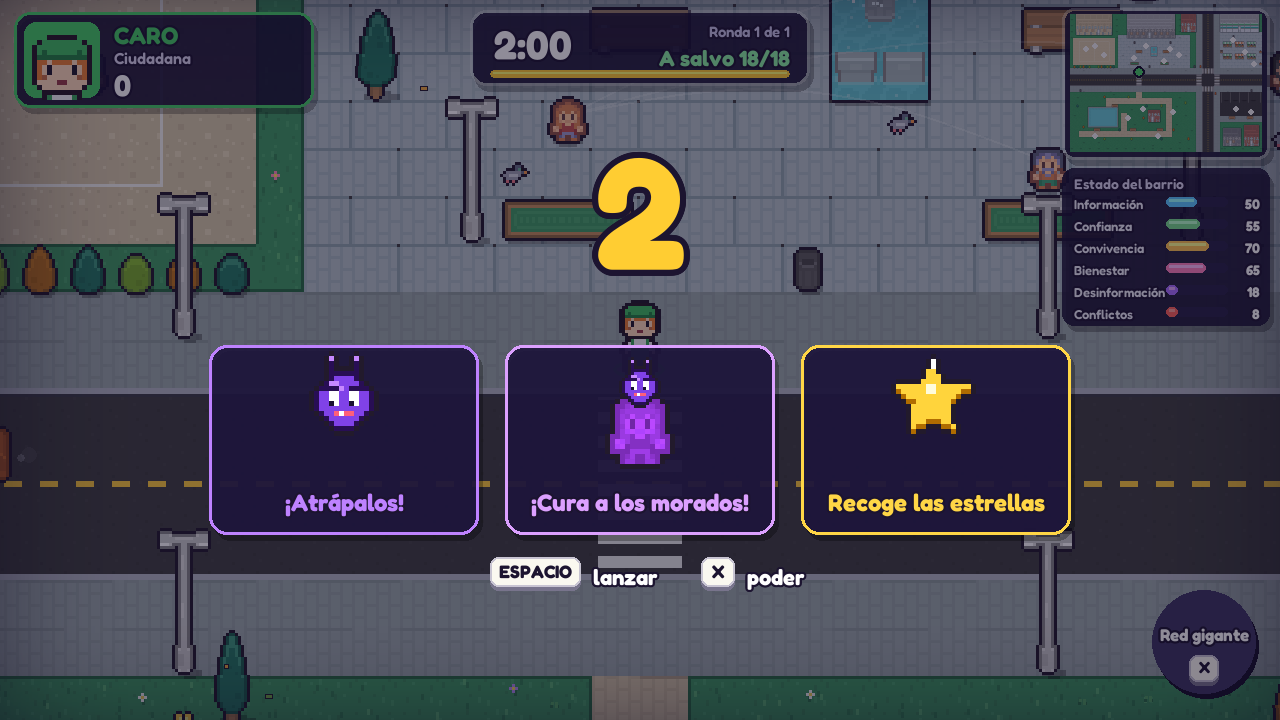 CARO
Ciudadana
0
2:00
Ronda 1 de 1
A salvo 18/18
2
Estado del barrio
Información 50
Confianza 55
Convivencia 70
Bienestar 65
Desinformación 18
Conflictos 8
¡Atrápalos!
¡Cura a los morados!
Recoge las estrellas
ESPACIO lanzar X poder
Red gigante
X